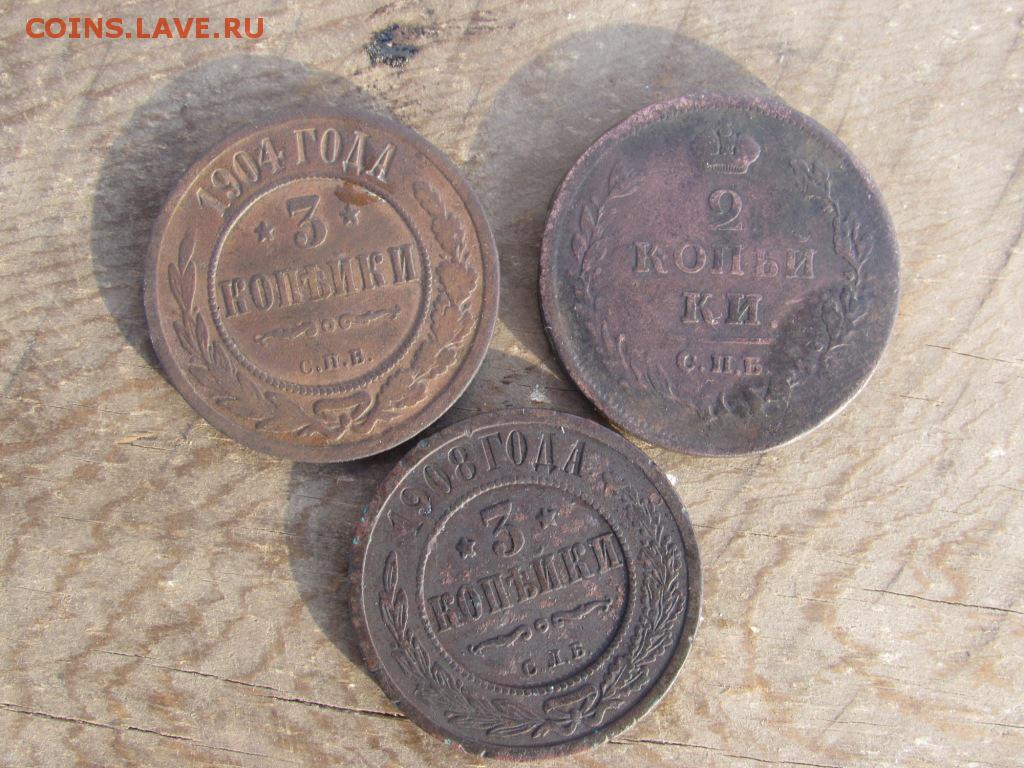 COINS.LAVE.RU
1904 ГОДА
3
КОПѢЙКИ
С.П.Б.
2
КОПѢЙ
КИ
С.П.Б.
1908 ГОДА
3
КОПѢЙКИ
С.П.Б.